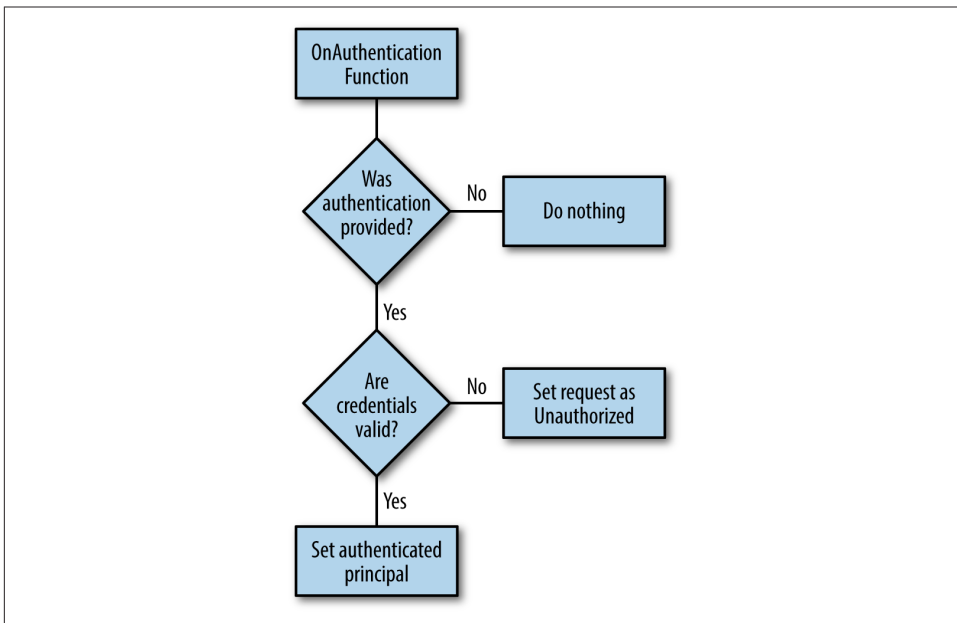 OnAuthentication
Function
Was
authentication
provided?
No
Do nothing
Yes
Are
credentials
valid?
No
Set request as
Unauthorized
Yes
Set authenticated
principal